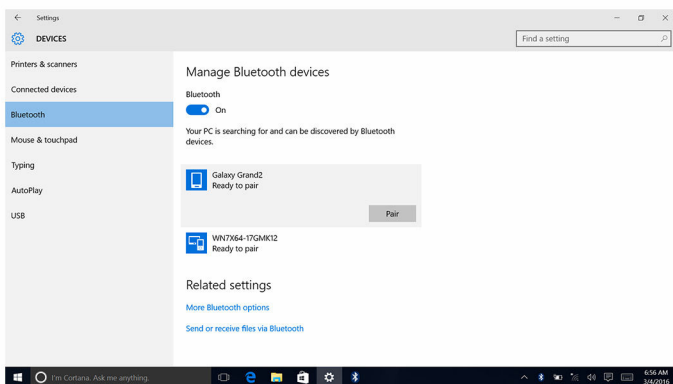 Settings
DEVICES
Find a setting
Printers & scanners
Connected devices
Bluetooth
Mouse & touchpad
Typing
AutoPlay
USB
Manage Bluetooth devices
Bluetooth
On
Your PC is searching for and can be discovered by Bluetooth
devices.
Galaxy Grand2
Ready to pair
Pair
WN7X64-17GMK12
Ready to pair
Related settings
More Bluetooth options
Send or receive files via Bluetooth
I'm Cortana. Ask me anything.
6:56 AM
3/4/2016